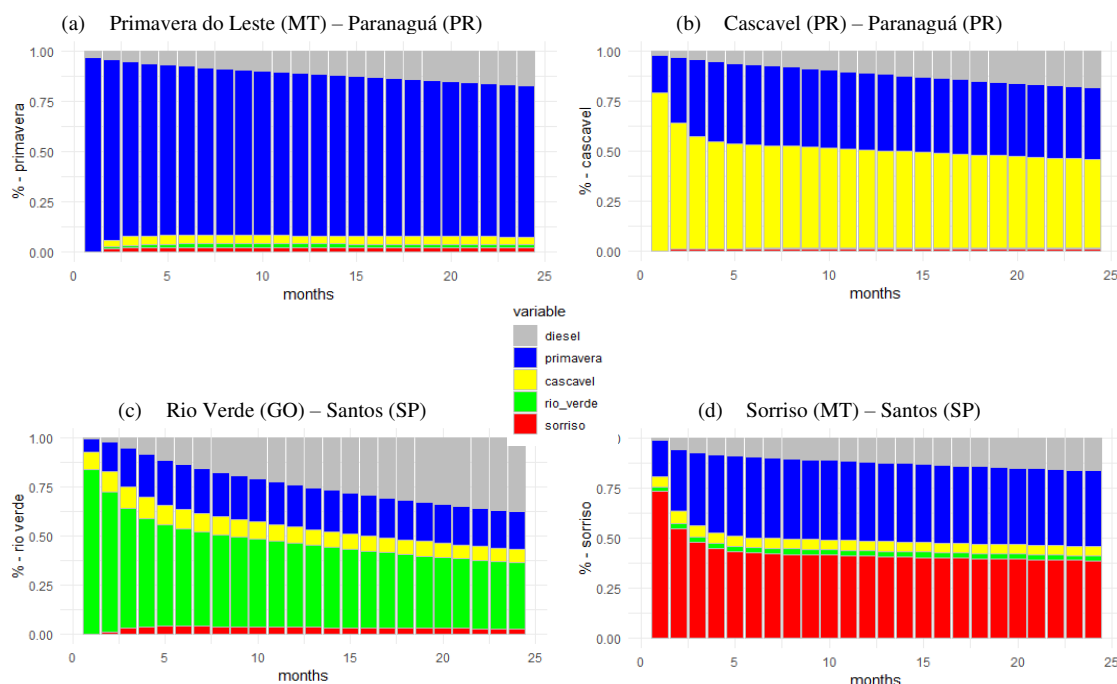 (a) Primavera do Leste (MT) – Paranaguá (PR)
1.00
0.75
0.50
0.25
0.00
% - primavera
0 5 10 15 20 25
months
(b) Cascavel (PR) – Paranaguá (PR)
1.00
0.75
0.50
0.25
0.00
% - cascavel
0 5 10 15 20 25
months
variable
diesel
primavera
cascavel
rio_verde
sorriso
(c) Rio Verde (GO) – Santos (SP)
1.00
0.75
0.50
0.25
0.00
% - rio verde
0 5 10 15 20 25
months
(d) Sorriso (MT) – Santos (SP)
0.75
0.50
0.25
0.00
% - sorriso
0 5 10 15 20 25
months